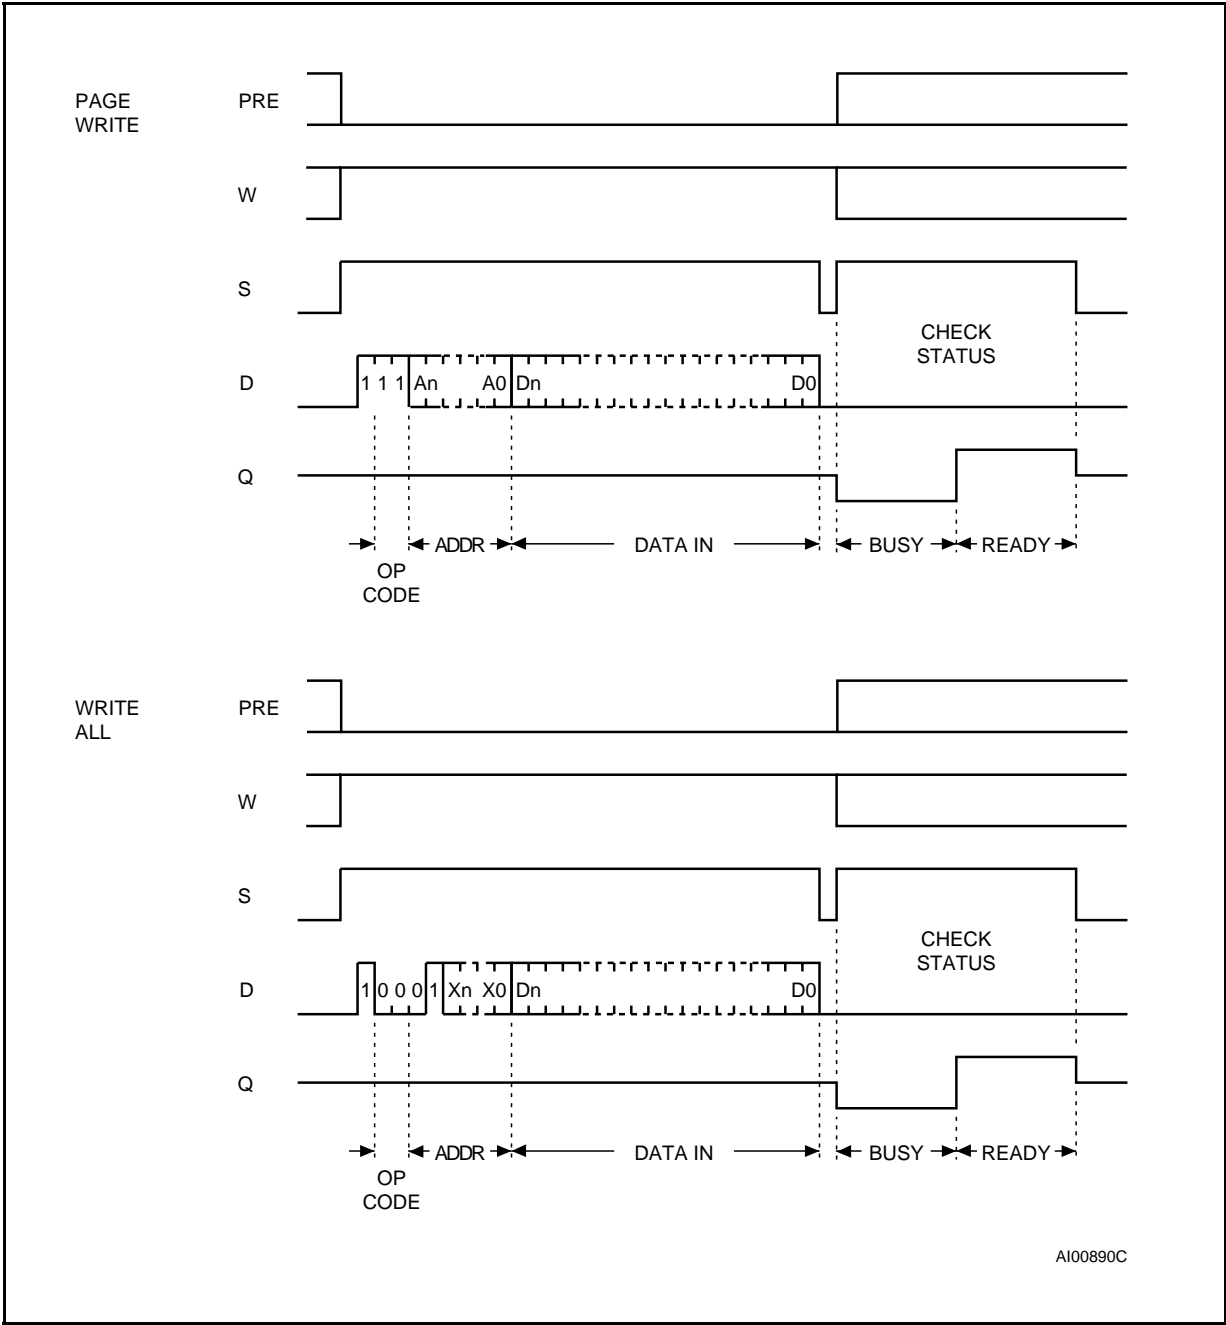 PAGE WRITE
PRE
W
S
CHECK STATUS
D
1 1 1 An A0 Dn D0
Q
ADDR DATA IN BUSY READY
OP CODE
WRITE ALL
PRE
W
S
CHECK STATUS
D
1 0 0 0 1 Xn X0 Dn D0
Q
ADDR DATA IN BUSY READY
OP CODE
AI00890C